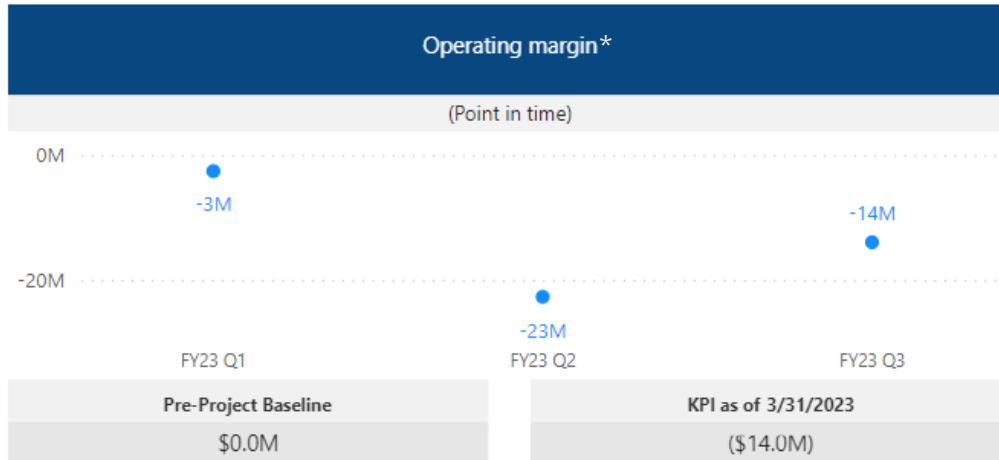 Operating margin*
(Point in time)
0M
-3M
-14M
-20M
-23M
FY23 Q1 FY23 Q2 FY23 Q3
Pre-Project Baseline KPI as of 3/31/2023
$0.0M ($14.0M)